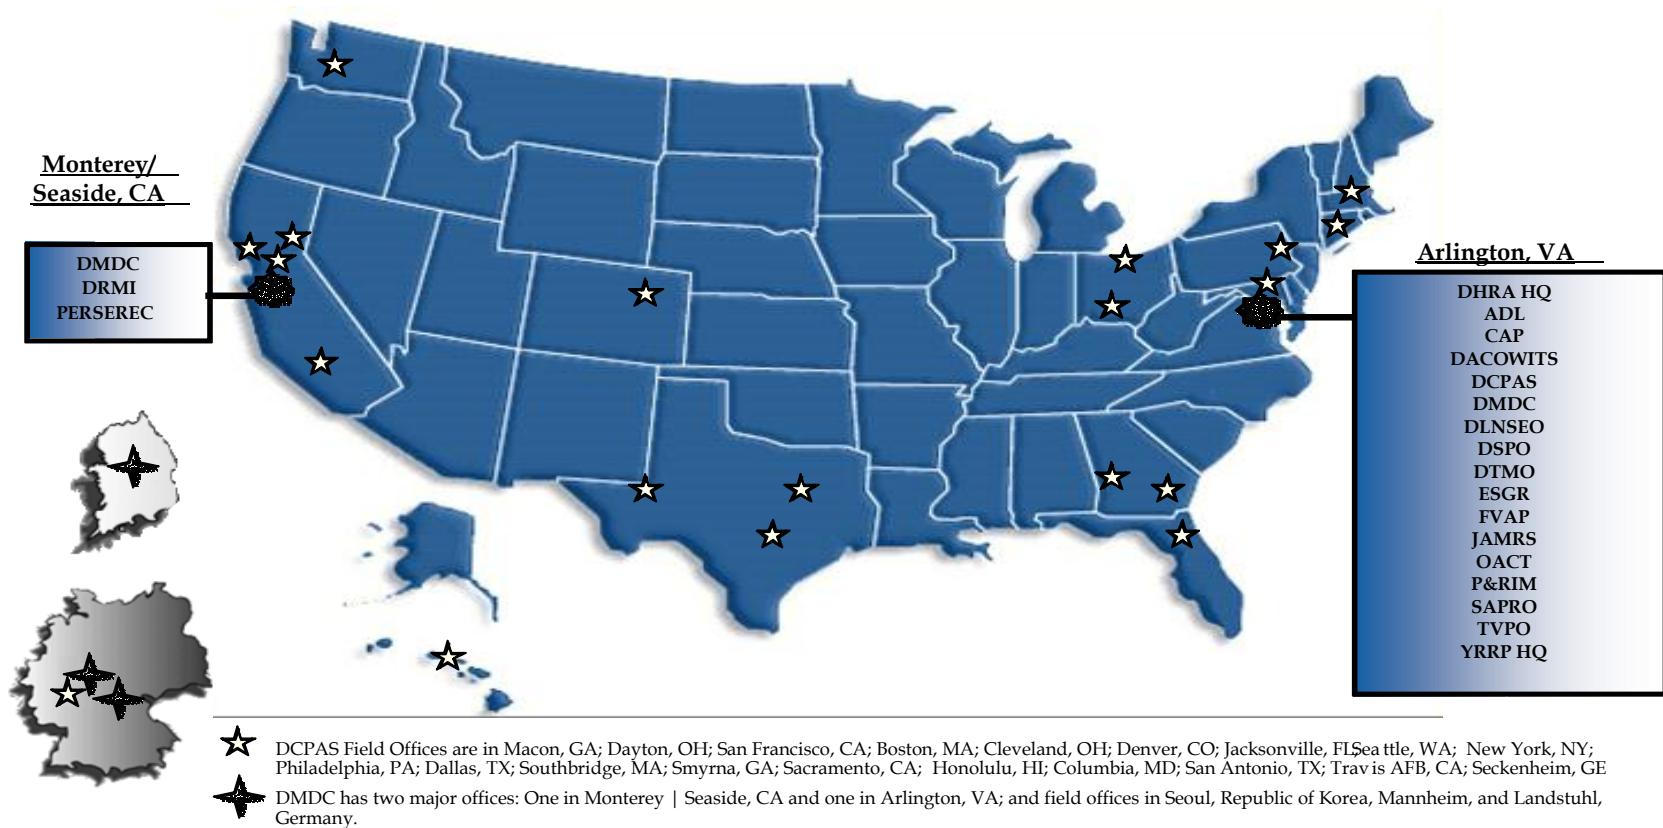 Monterey/
Seaside, CA
DMDC
DRMI
PERSEREC
Arlington, VA
DHRA HQ
ADL
CAP
DACOWITS
DCPAS
DMDC
DLNSEO
DSPO
DTMO
ESGR
FVAP
JAMRS
OACT
P&RIM
SAPRO
TVPO
YRRP HQ
DCPAS Field Offices are in Macon, GA; Dayton, OH; San Francisco, CA; Boston, MA; Cleveland, OH; Denver, CO; Jacksonville, FL;Sea ttle, WA; New York, NY;
Philadelphia, PA; Dallas, TX; Southbridge, MA; Smyrna, GA; Sacramento, CA; Honolulu, HI; Columbia, MD; San Antonio, TX; Trav is AFB, CA; Seckenheim, GE
DMDC has two major offices: One in Monterey | Seaside, CA and one in Arlington, VA; and field offices in Seoul, Republic of Korea, Mannheim, and Landstuhl,
Germany.